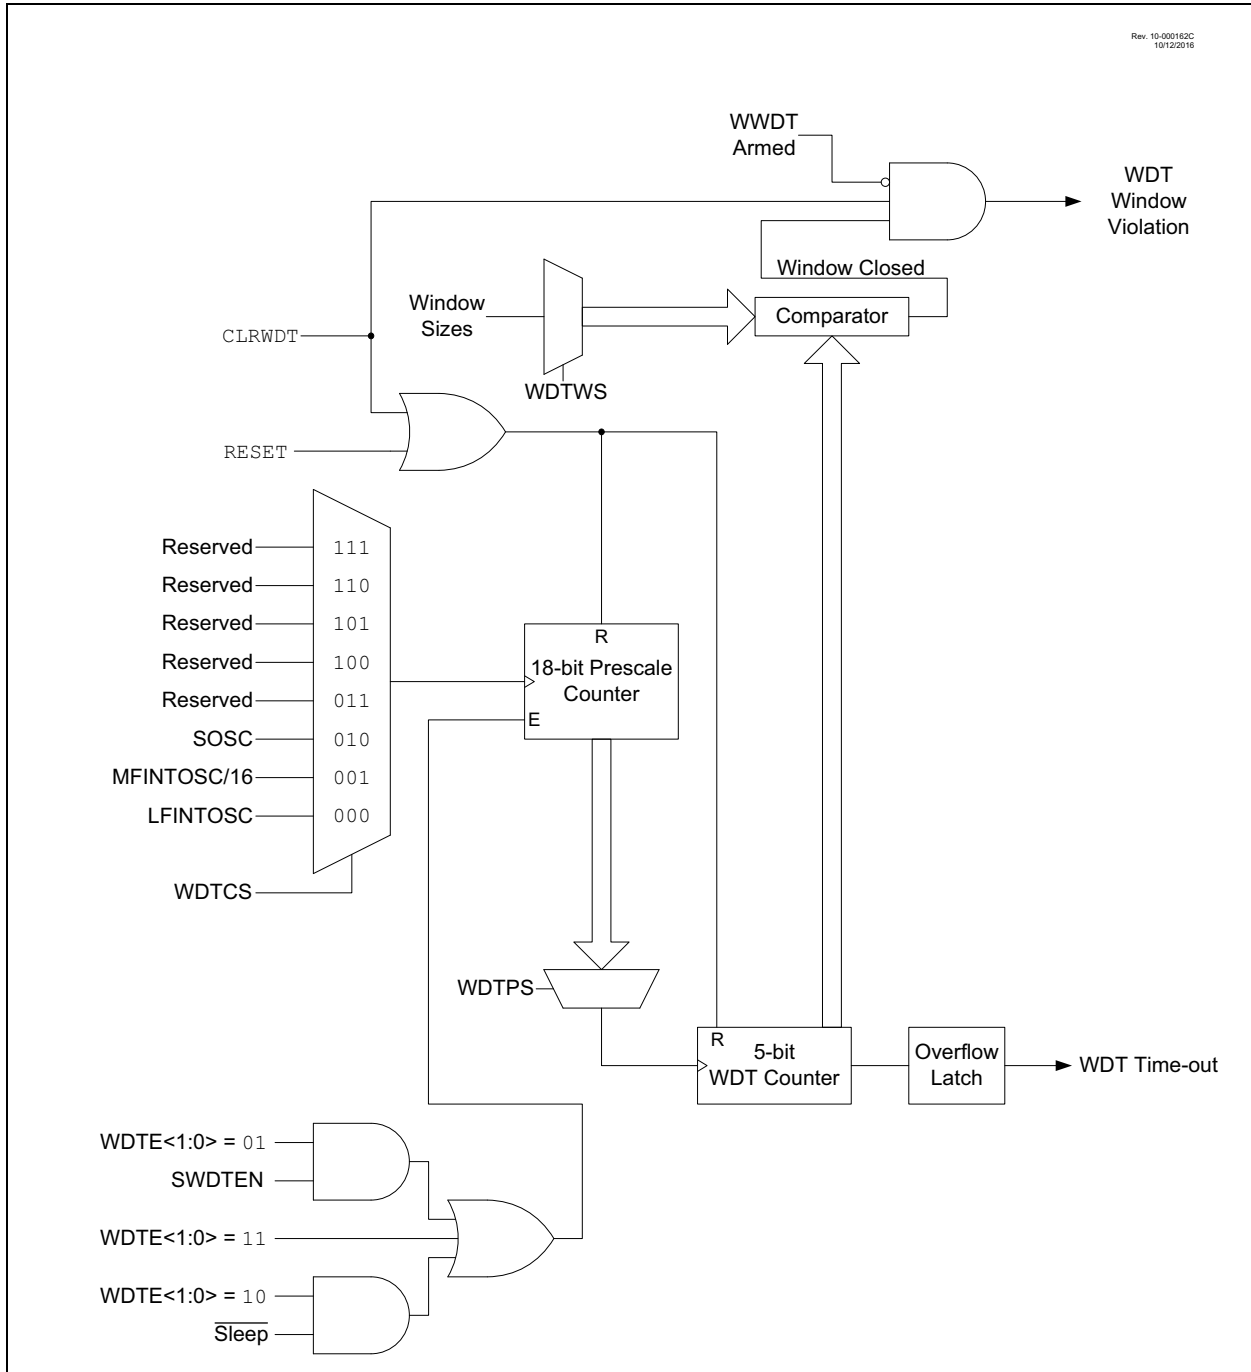 Rev. 10-000162C
10/12/2016
WWDT
Armed
WDT
Window
Violation
Window Closed
Window
Sizes
Comparator
CLRWDT
WDTWS
RESET
Reserved 111
Reserved 110
Reserved 101
Reserved 100
Reserved 011
SOSC 010
MFINTOSC/16 001
LFINTOSC 000
WDTCS
R
18-bit Prescale
Counter
E
WDTPS
R
5-bit
WDT Counter
Overflow
Latch
WDT Time-out
WDTE<1:0> = 01
SWDTEN
WDTE<1:0> = 11
WDTE<1:0> = 10
Sleep